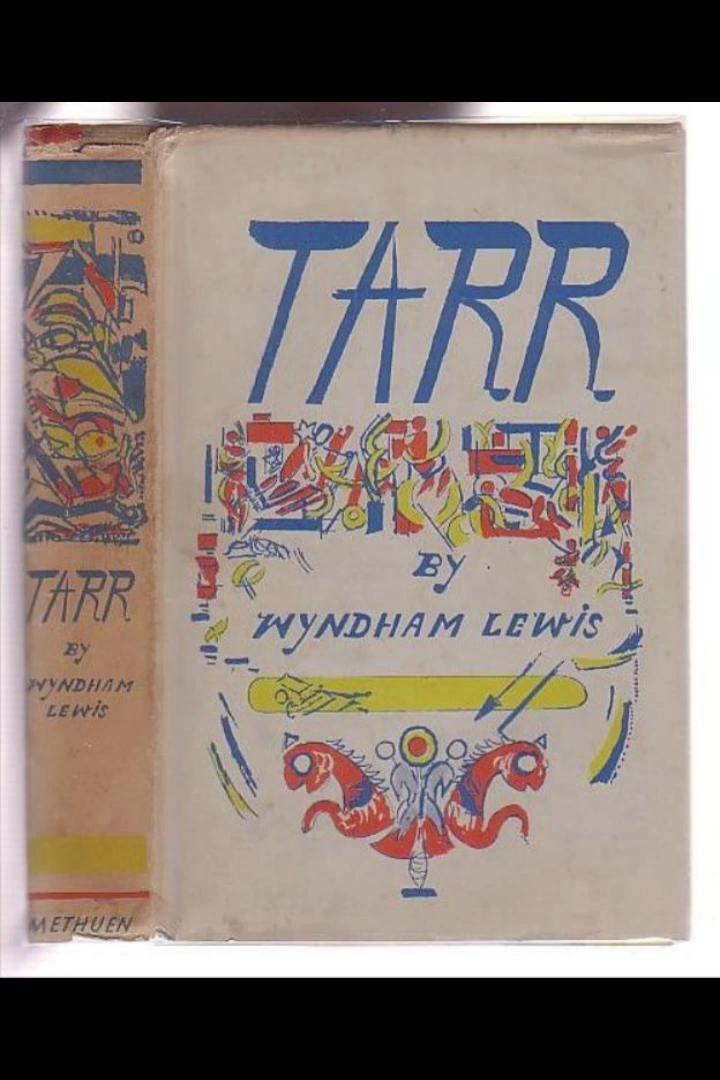 TARR
BY
WYNDHAM
LEWIS
METHUEN
TARR
BY
WYNDHAM LEWIS